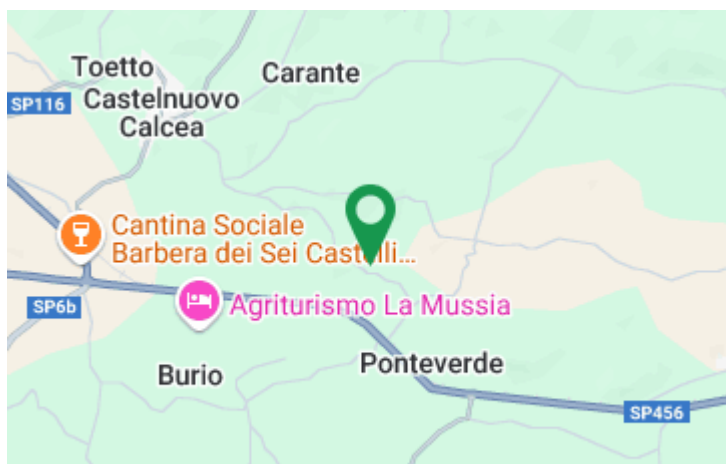 Toetto
Carante
SP116
Castelnuovo
Calcea
Cantina Sociale
Barbera dei Sei Castelli...
SP6b
Agriturismo La Mussia
Burio
Ponteverde
SP456